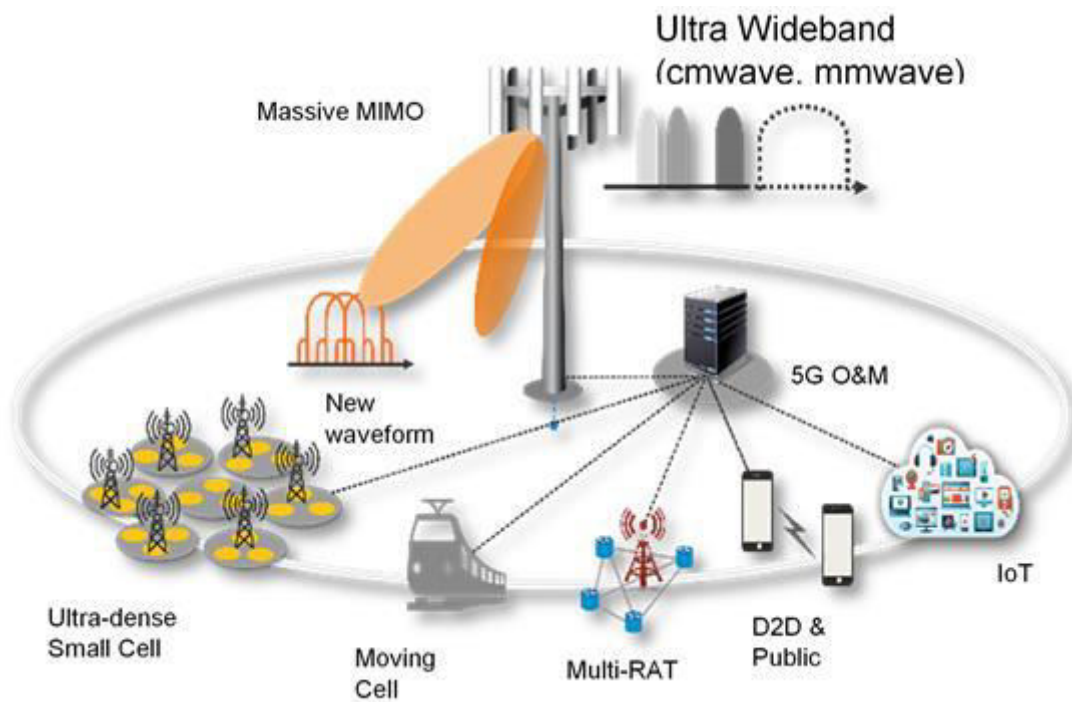 Ultra Wideband
(cmwave, mmwave)
Massive MIMO
5G O&M
New
waveform
IoT
Ultra-dense
Small Cell
Moving
Cell
Multi-RAT
D2D &
Public